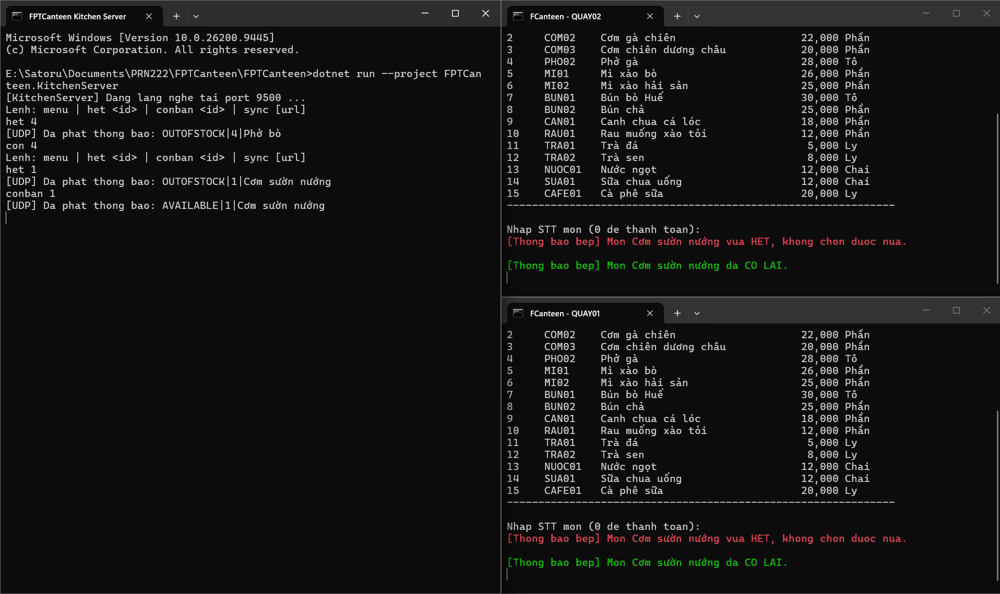 FPTCanteen Kitchen Server
Microsoft Windows [Version 10.0.26200.9445]
(c) Microsoft Corporation. All rights reserved.
E:\Satoru\Documents\PRN222\FPTCanteen\FPTCanteen>dotnet run --project FPTCan
teen.KitchenServer
[KitchenServer] Dang lang nghe tai port 9500 ...
Lenh: menu | het <id> | conban <id> | sync [url]
het 4
[UDP] Da phat thong bao: OUTOFSTOCK|4|Phở bò
con 4
Lenh: menu | het <id> | conban <id> | sync [url]
het 1
[UDP] Da phat thong bao: OUTOFSTOCK|1|Cơm sườn nướng
conban 1
[UDP] Da phat thong bao: AVAILABLE|1|Cơm sườn nướng
FCanteen - QUAY02
2 COM02 Cơm gà chiên 22,000 Phần
3 COM03 Cơm chiên dương châu 20,000 Phần
4 PHO02 Phở gà 28,000 Tô
5 MI01 Mì xào bò 26,000 Phần
6 MI02 Mì xào hải sản 25,000 Phần
7 BUN01 Bún bò Huế 30,000 Tô
8 BUN02 Bún chả 25,000 Phần
9 CAN01 Canh chua cá lóc 18,000 Phần
10 RAU01 Rau muống xào tỏi 12,000 Phần
11 TRA01 Trà đá 5,000 Ly
12 TRA02 Trà sen 8,000 Ly
13 NUOC01 Nước ngọt 12,000 Chai
14 SUA01 Sữa chua uống 12,000 Chai
15 CAFE01 Cà phê sữa 20,000 Ly
--------------------------------------------------------------
Nhap STT mon (0 de thanh toan):
[Thong bao bep] Mon Cơm sườn nướng vua HET, khong chon duoc nua.
[Thong bao bep] Mon Cơm sườn nướng da CO LAI.
FCanteen - QUAY01
2 COM02 Cơm gà chiên 22,000 Phần
3 COM03 Cơm chiên dương châu 20,000 Phần
4 PHO02 Phở gà 28,000 Tô
5 MI01 Mì xào bò 26,000 Phần
6 MI02 Mì xào hải sản 25,000 Phần
7 BUN01 Bún bò Huế 30,000 Tô
8 BUN02 Bún chả 25,000 Phần
9 CAN01 Canh chua cá lóc 18,000 Phần
10 RAU01 Rau muống xào tỏi 12,000 Phần
11 TRA01 Trà đá 5,000 Ly
12 TRA02 Trà sen 8,000 Ly
13 NUOC01 Nước ngọt 12,000 Chai
14 SUA01 Sữa chua uống 12,000 Chai
15 CAFE01 Cà phê sữa 20,000 Ly
--------------------------------------------------------------
Nhap STT mon (0 de thanh toan):
[Thong bao bep] Mon Cơm sườn nướng vua HET, khong chon duoc nua.
[Thong bao bep] Mon Cơm sườn nướng da CO LAI.